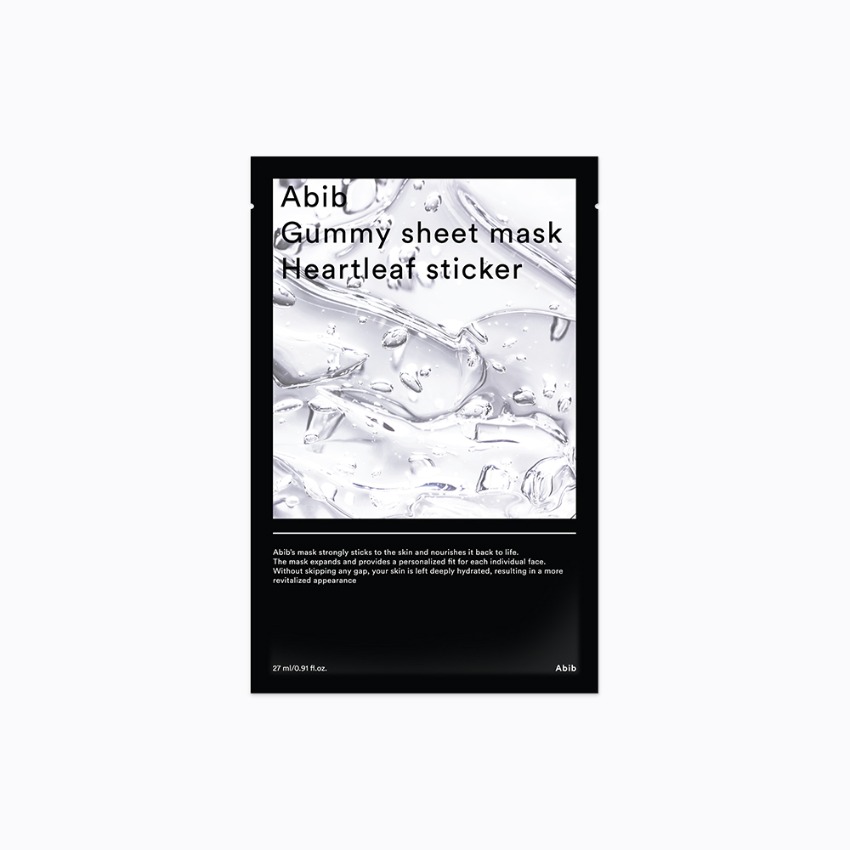 Abib
Gummy sheet mask
Heartleaf sticker
Abib's mask strongly sticks to the skin and nourishes it back to life.
The mask expands and provides a personalized fit for each individual face.
Without skipping any gap, your skin is left deeply hydrated, resulting in a more
revitalized appearance
27 ml/0.91 fl.oz.
Abib